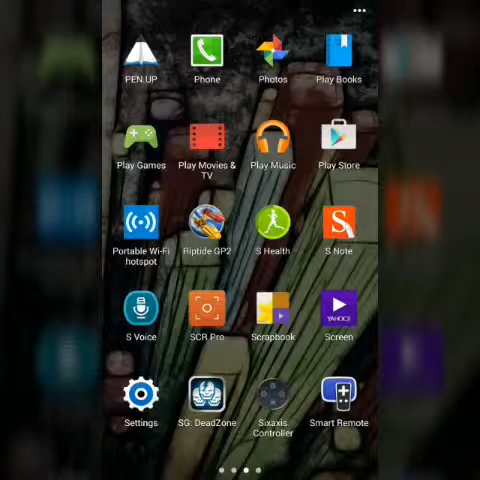 PEN.UP
Phone
Photos
Play Books
Play Games
Play Movies &
TV
Play Music
Play Store
Portable Wi-Fi
hotspot
Riptide GP2
S Health
S Note
S Voice
SCR Pro
Scrapbook
YAHOO!
Screen
Settings
SG: DeadZone
Sixaxis
Controller
Smart Remote